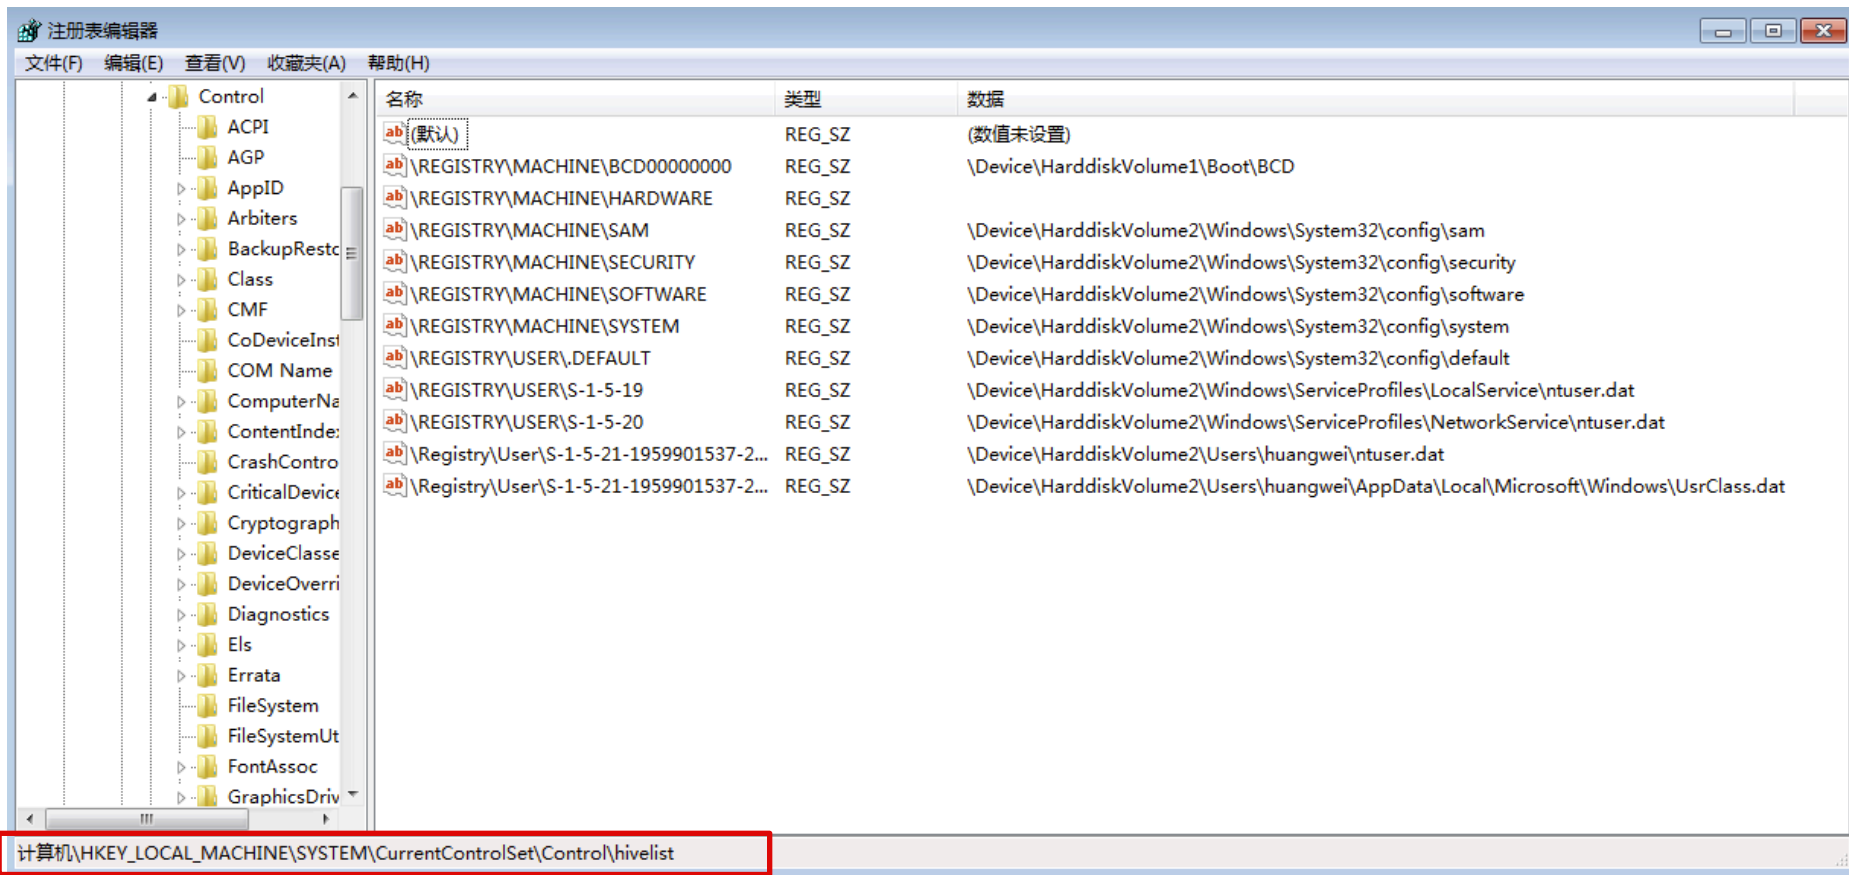 注册表编辑器
文件(F) 编辑(E) 查看(V) 收藏夹(A) 帮助(H)
Control
ACPI
AGP
AppID
Arbiters
BackupRestc
Class
CMF
CoDeviceInst
COM Name
ComputerNa
ContentInde
CrashContro
CriticalDevice
Cryptograph
DeviceClasse
DeviceOverri
Diagnostics
Els
Errata
FileSystem
FileSystemUt
FontAssoc
GraphicsDriv
名称 类型 数据
(默认) REG_SZ (数值未设置)
\REGISTRY\MACHINE\BCD00000000 REG_SZ \Device\HarddiskVolume1\Boot\BCD
\REGISTRY\MACHINE\HARDWARE REG_SZ
\REGISTRY\MACHINE\SAM REG_SZ \Device\HarddiskVolume2\Windows\System32\config\sam
\REGISTRY\MACHINE\SECURITY REG_SZ \Device\HarddiskVolume2\Windows\System32\config\security
\REGISTRY\MACHINE\SOFTWARE REG_SZ \Device\HarddiskVolume2\Windows\System32\config\software
\REGISTRY\MACHINE\SYSTEM REG_SZ \Device\HarddiskVolume2\Windows\System32\config\system
\REGISTRY\USER\.DEFAULT REG_SZ \Device\HarddiskVolume2\Windows\System32\config\default
\REGISTRY\USER\S-1-5-19 REG_SZ \Device\HarddiskVolume2\Windows\ServiceProfiles\LocalService\ntuser.dat
\REGISTRY\USER\S-1-5-20 REG_SZ \Device\HarddiskVolume2\Windows\ServiceProfiles\NetworkService\ntuser.dat
\Registry\User\S-1-5-21-1959901537-2... REG_SZ \Device\HarddiskVolume2\Users\huangwei\ntuser.dat
\Registry\User\S-1-5-21-1959901537-2... REG_SZ \Device\HarddiskVolume2\Users\huangwei\AppData\Local\Microsoft\Windows\UsrClass.dat
计算机\HKEY_LOCAL_MACHINE\SYSTEM\CurrentControlSet\Control\hivelist